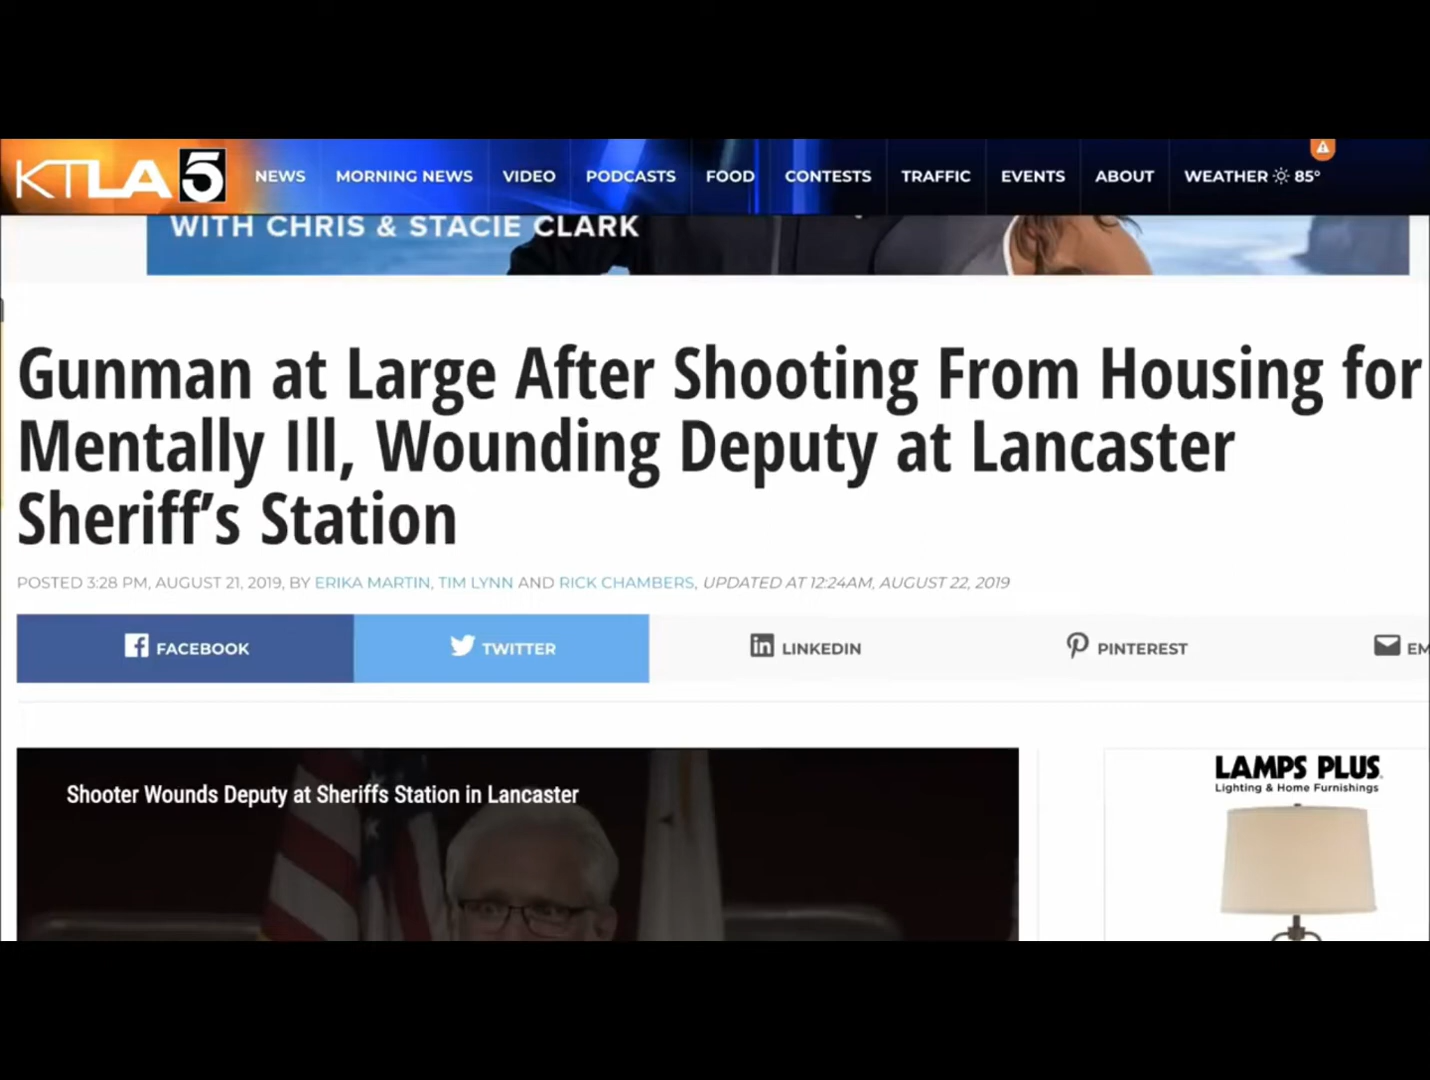 KTLA 5 NEWS MORNING NEWS VIDEO PODCASTS FOOD CONTESTS TRAFFIC EVENTS ABOUT WEATHER 85°
WITH CHRIS & STACIE CLARK
Gunman at Large After Shooting From Housing for
Mentally Ill, Wounding Deputy at Lancaster
Sheriff’s Station
POSTED 3:28 PM, AUGUST 21, 2019, BY ERIKA MARTIN, TIM LYNN AND RICK CHAMBERS, UPDATED AT 12:24AM, AUGUST 22, 2019
FACEBOOK TWITTER LINKEDIN PINTEREST EM
Shooter Wounds Deputy at Sheriffs Station in Lancaster
LAMPS PLUS
Lighting & Home Furnishings